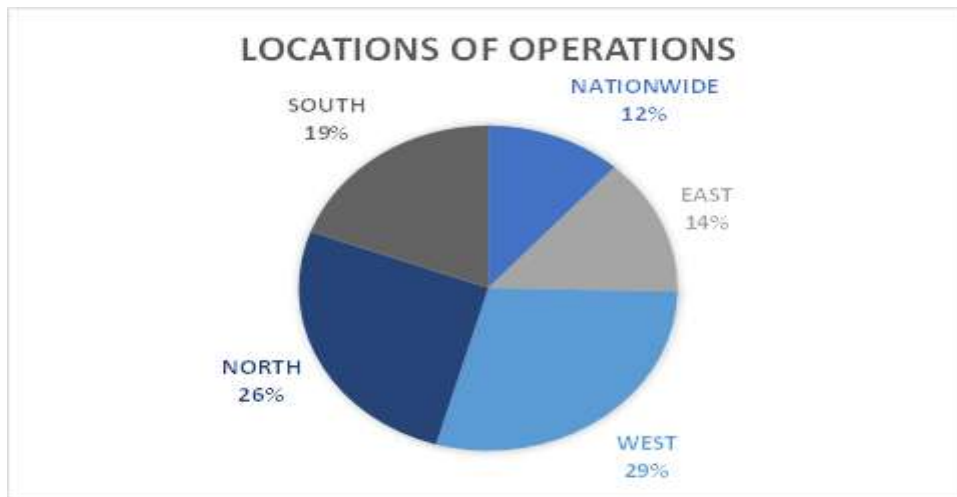 LOCATIONS OF OPERATIONS
NATIONWIDE
12%
SOUTH
19%
EAST
14%
NORTH
26%
WEST
29%